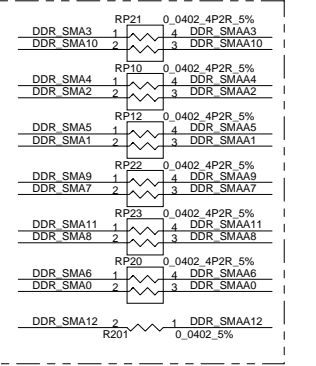 RP21 0_0402_4P2R_5%
DDR_SMA3 1 4 DDR_SMAA3
DDR_SMA10 2 3 DDR_SMAA10
RP10 0_0402_4P2R_5%
DDR_SMA4 1 4 DDR_SMAA4
DDR_SMA2 2 3 DDR_SMAA2
RP12 0_0402_4P2R_5%
DDR_SMA5 1 4 DDR_SMAA5
DDR_SMA1 2 3 DDR_SMAA1
RP22 0_0402_4P2R_5%
DDR_SMA9 1 4 DDR_SMAA9
DDR_SMA7 2 3 DDR_SMAA7
RP23 0_0402_4P2R_5%
DDR_SMA11 1 4 DDR_SMAA11
DDR_SMA8 2 3 DDR_SMAA8
RP20 0_0402_4P2R_5%
DDR_SMA6 1 4 DDR_SMAA6
DDR_SMA0 2 3 DDR_SMAA0
DDR_SMA12 2 1 DDR_SMAA12
R201 0_0402_5%